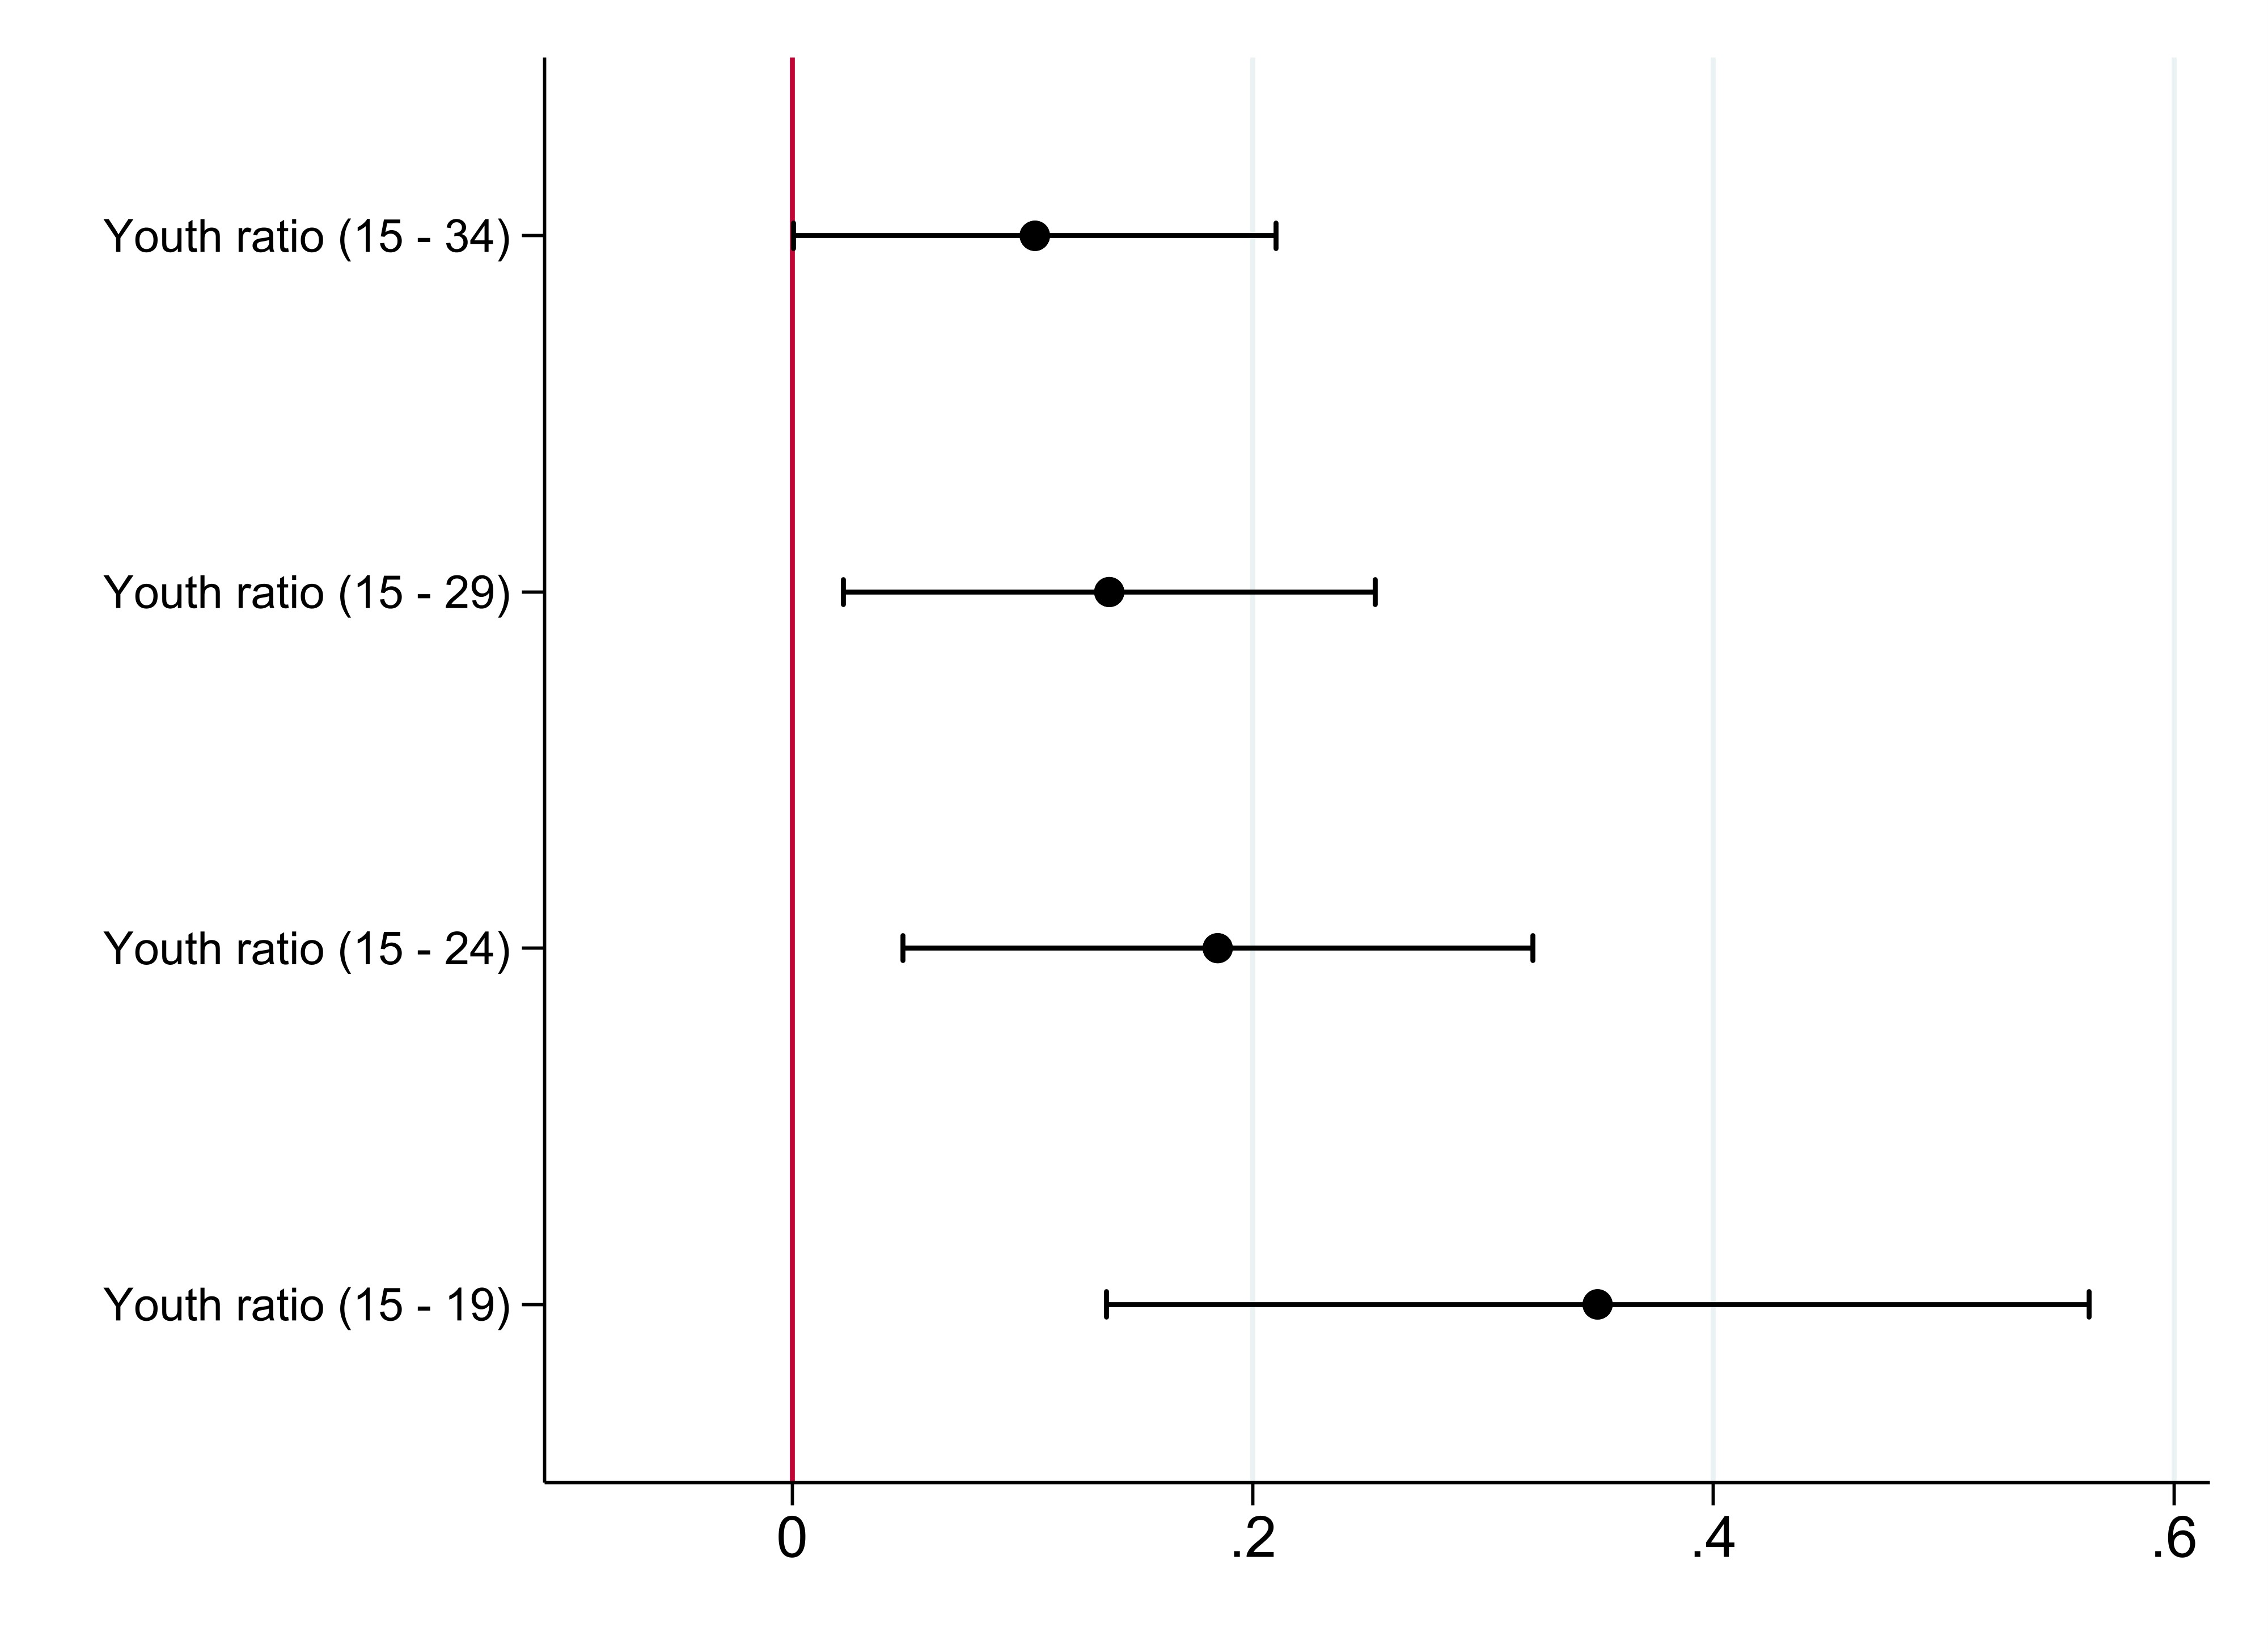 Youth ratio (15 - 34)
Youth ratio (15 - 29)
Youth ratio (15 - 24)
Youth ratio (15 - 19)
0 .2 .4 .6